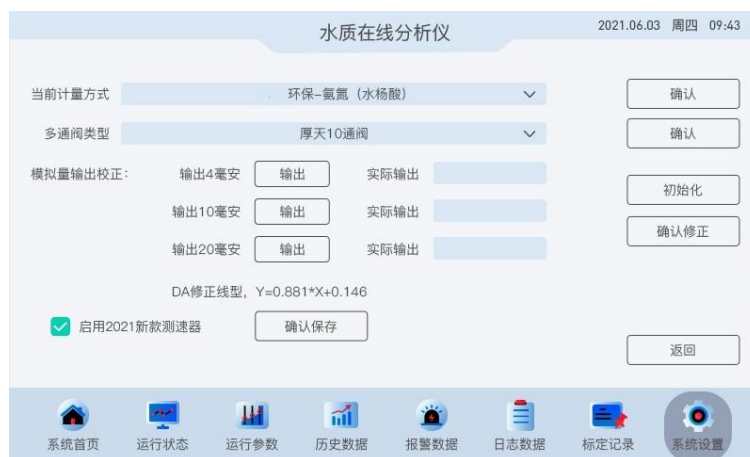 水质在线分析仪 2021.06.03 周四 09:43
当前计量方式 环保-氨氮（水杨酸） 确认
多通阀类型 厚天10通阀 确认
模拟量输出校正: 输出4毫安 输出 实际输出
初始化
输出10毫安 输出 实际输出
确认修正
输出20毫安 输出 实际输出
DA修正线型，Y=0.881*X+0.146
启用2021新款测速器 确认保存
返回
系统首页 运行状态 运行参数 历史数据 报警数据 日志数据 标定记录 系统设置